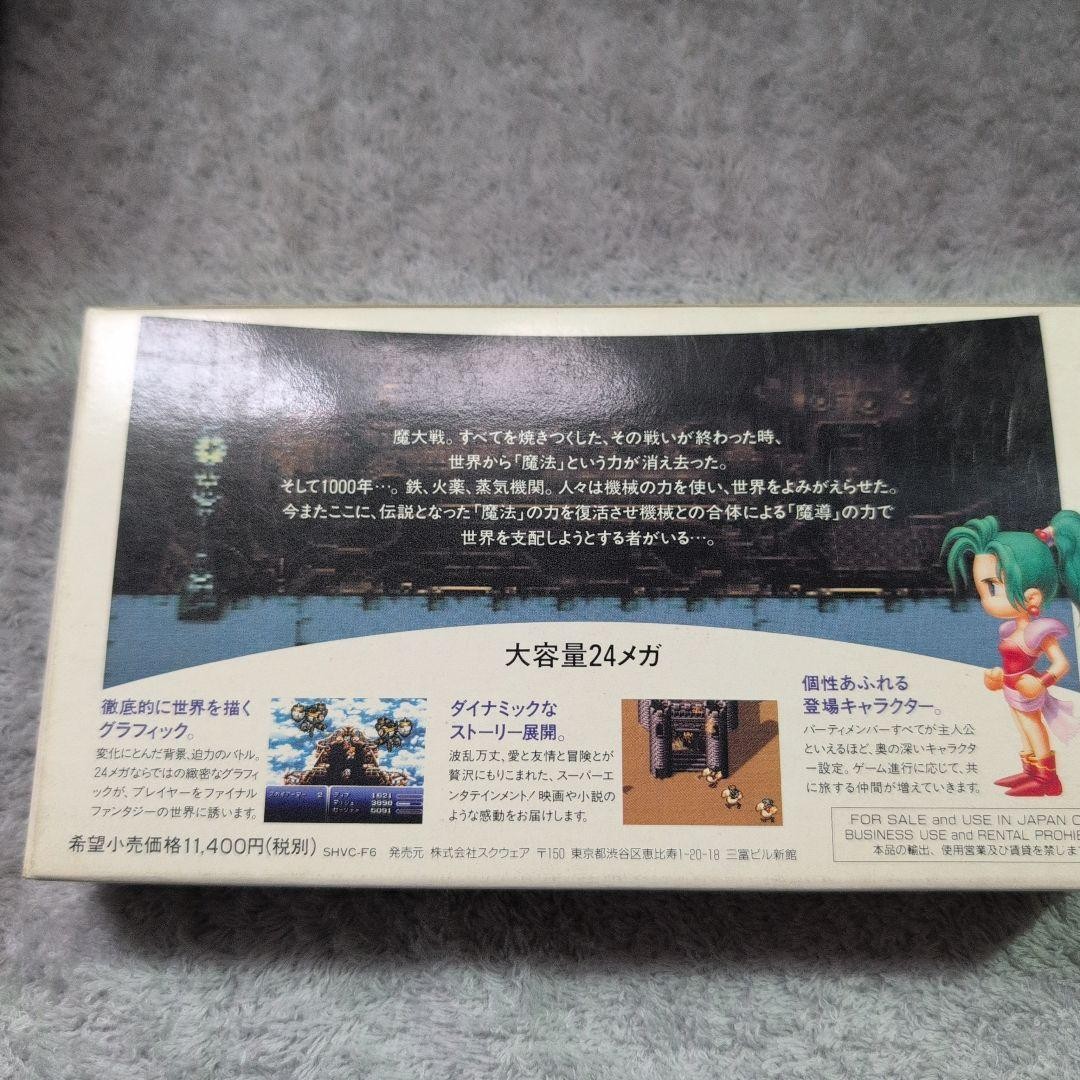 魔大戦。すべてを焼きつくした、その戦いが終わった時、
世界から「魔法」という力が消え去った。
そして1000年…。鉄、火薬、蒸気機関。人々は機械の力を使い、世界をよみがえらせた。
今またここに、伝説となった「魔法」の力を復活させ機械との合体による「魔導」の力で
世界を支配しようとする者がいる…。
大容量24メガ
徹底的に世界を描く
グラフィック。
変化にとんだ背景、迫力のバトル。
24メガならではの緻密なグラフィ
ックが、プレイヤーをファイナル
ファンタジーの世界に誘います。
1621
3890
5091
ダイナミックな
ストーリー展開。
波乱万丈、愛と友情と冒険とが
贅沢にもりこまれた、スーパーエ
ンタテインメント!映画や小説の
ような感動をお届けします。
個性あふれる
登場キャラクター。
パーティメンバーすべてが主人公
といえるほど、奥の深いキャラクタ
ー設定。ゲーム進行に応じて、共
に旅する仲間が増えていきます。
希望小売価格11,400円(税別) SHVC-F6 発売元 株式会社スクウェア 〒150 東京都渋谷区恵比寿1-20-18 三富ビル新館
FOR SALE and USE IN JAPAN
BUSINESS USE and RENTAL
本品の輸出、使用営業及び賃貸を禁じま